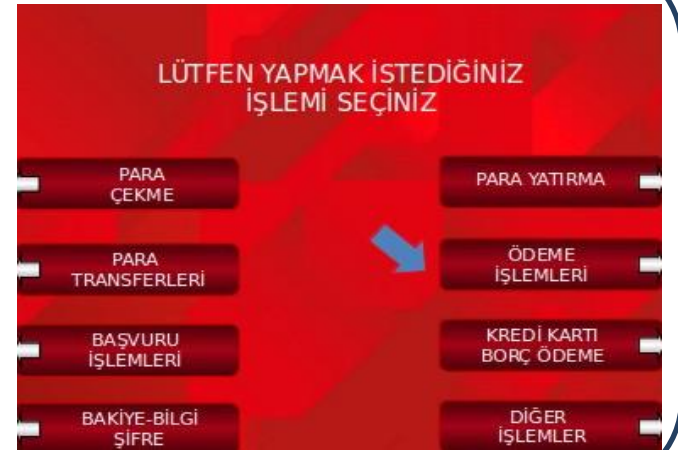 LÜTFEN YAPMAK İSTEDİĞİNİZ
İŞLEMİ SEÇİNİZ
PARA
ÇEKME
PARA YATIRMA
PARA
TRANSFERLERİ
ÖDEME
İŞLEMLERİ
BAŞVURU
İŞLEMLERİ
KREDİ KARTI
BORÇ ÖDEME
BAKİYE-BİLGİ
ŞİFRE
DİĞER
İŞLEMLER